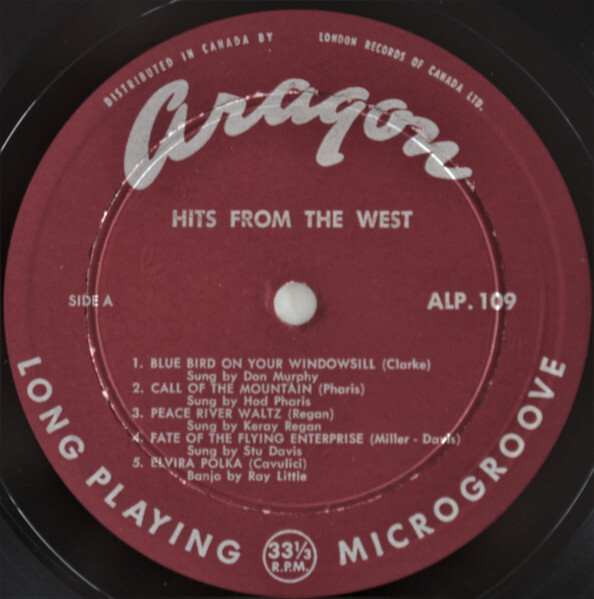 DISTRIBUTED IN CANADA BY LONDON RECORDS OF CANADA LTD.
Aragon
HITS FROM THE WEST
SIDE A
ALP. 109
1. BLUE BIRD ON YOUR WINDOWSILL (Clarke)
Sung by Don Murphy
2. CALL OF THE MOUNTAIN (Pharis)
Sung by Hod Pharis
3. PEACE RIVER WALTZ (Regan)
Sung by Keray Regan
4. FATE OF THE FLYING ENTERPRISE (Miller - Davis)
Sung by Stu Davis
5. ELVIRA POLKA (Cavulici)
Banjo by Ray Little
LONG PLAYING MICROGROOVE
33⅓
R.P.M.